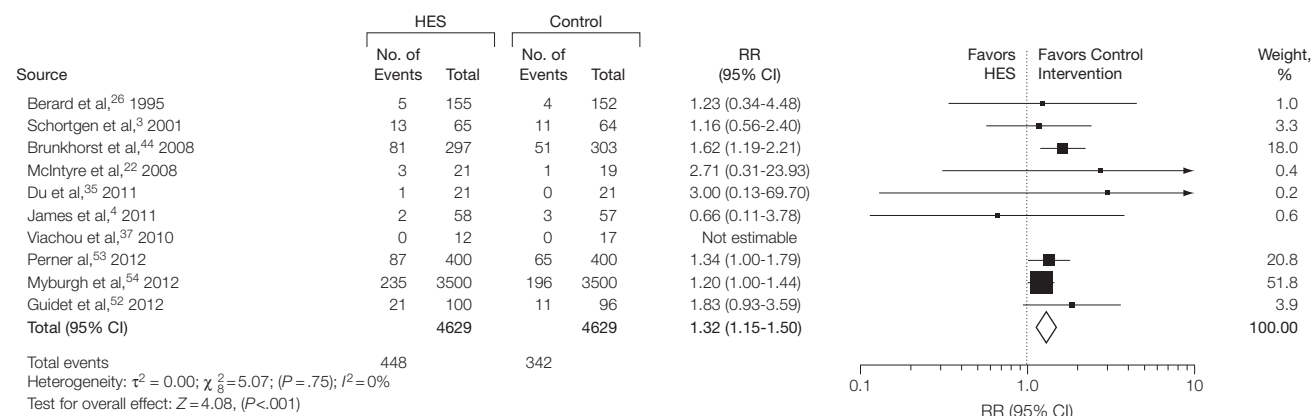 HES Control
Source No. of Events Total No. of Events Total RR (95% CI) Favors HES Favors Control Intervention Weight, %
Berard et al,26 1995 5 155 4 152 1.23 (0.34-4.48) 1.0
Schortgen et al,3 2001 13 65 11 64 1.16 (0.56-2.40) 3.3
Brunkhorst et al,44 2008 81 297 51 303 1.62 (1.19-2.21) 18.0
McIntyre et al,22 2008 3 21 1 19 2.71 (0.31-23.93) 0.4
Du et al,35 2011 1 21 0 21 3.00 (0.13-69.70) 0.2
James et al,4 2011 2 58 3 57 0.66 (0.11-3.78) 0.6
Viachou et al,37 2010 0 12 0 17 Not estimable
Perner al,53 2012 87 400 65 400 1.34 (1.00-1.79) 20.8
Myburgh et al,54 2012 235 3500 196 3500 1.20 (1.00-1.44) 51.8
Guidet et al,52 2012 21 100 11 96 1.83 (0.93-3.59) 3.9
Total (95% CI) 4629 4629 1.32 (1.15-1.50) 100.00
Total events 448 342
Heterogeneity: τ2 = 0.00; χ28=5.07; (P=.75); I2=0%
Test for overall effect: Z=4.08, (P<.001)
0.1 1.0 10
RR (95% CI)